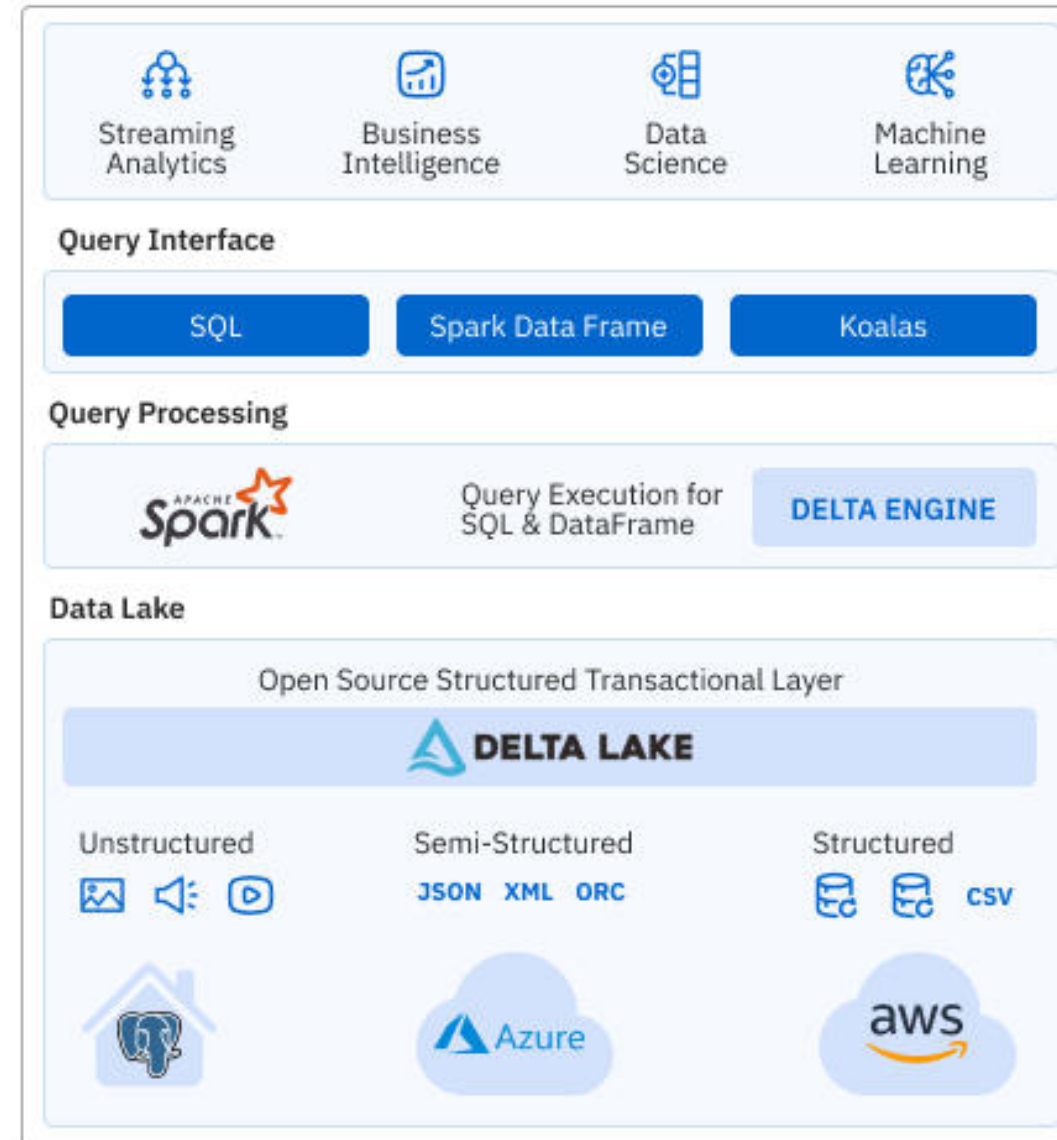 Streaming
Analytics
Business
Intelligence
Data
Science
Machine
Learning
Query Interface
SQL
Spark Data Frame
Koalas
Query Processing
APACHE
Spark
Query Execution for
SQL & DataFrame
DELTA ENGINE
Data Lake
Open Source Structured Transactional Layer
DELTA LAKE
Unstructured
Semi-Structured
JSON XML ORC
Structured
CSV
Azure
aws